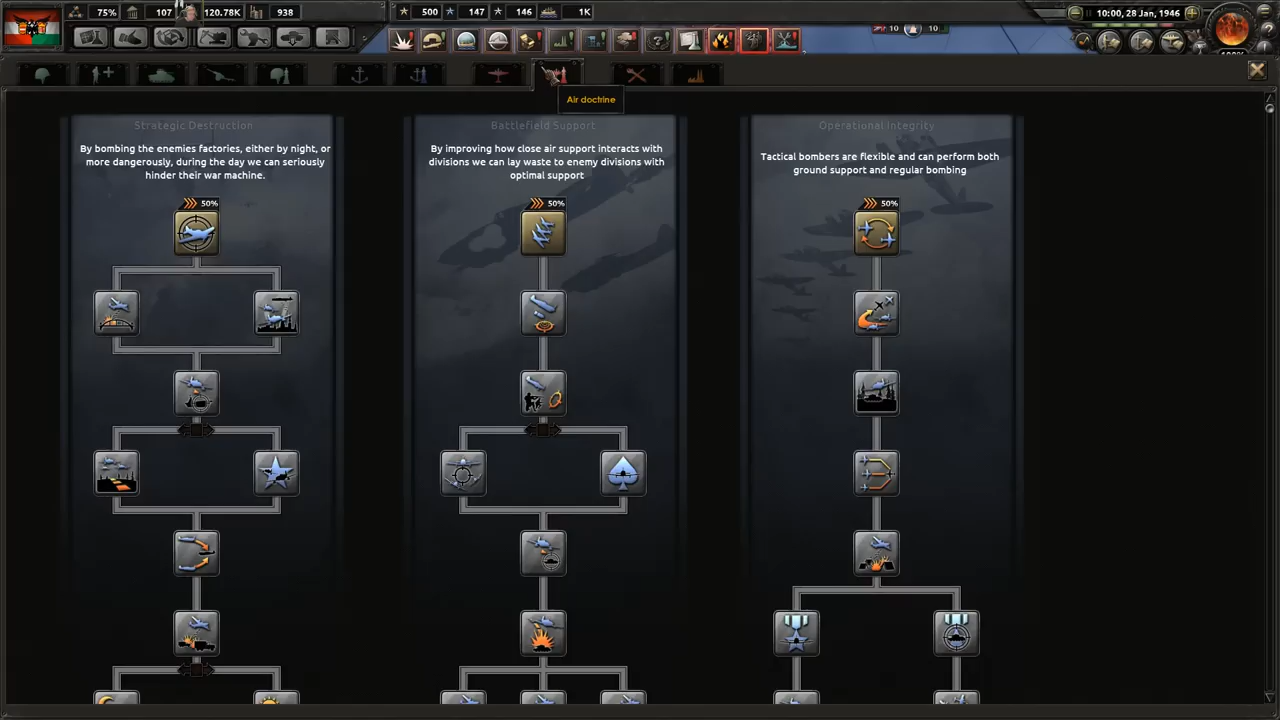 75% 107 120.78K 938 500 147 146 1K 10:00, 28 Jan, 1946
10 10
100%
Air doctrine
Strategic Destruction
By bombing the enemies factories, either by night, or
more dangerously, during the day we can seriously
hinder their war machine.
50%
Battlefield Support
By improving how close air support interacts with
divisions we can lay waste to enemy divisions with
optimal support
50%
Operational Integrity
Tactical bombers are flexible and can perform both
ground support and regular bombing
50%